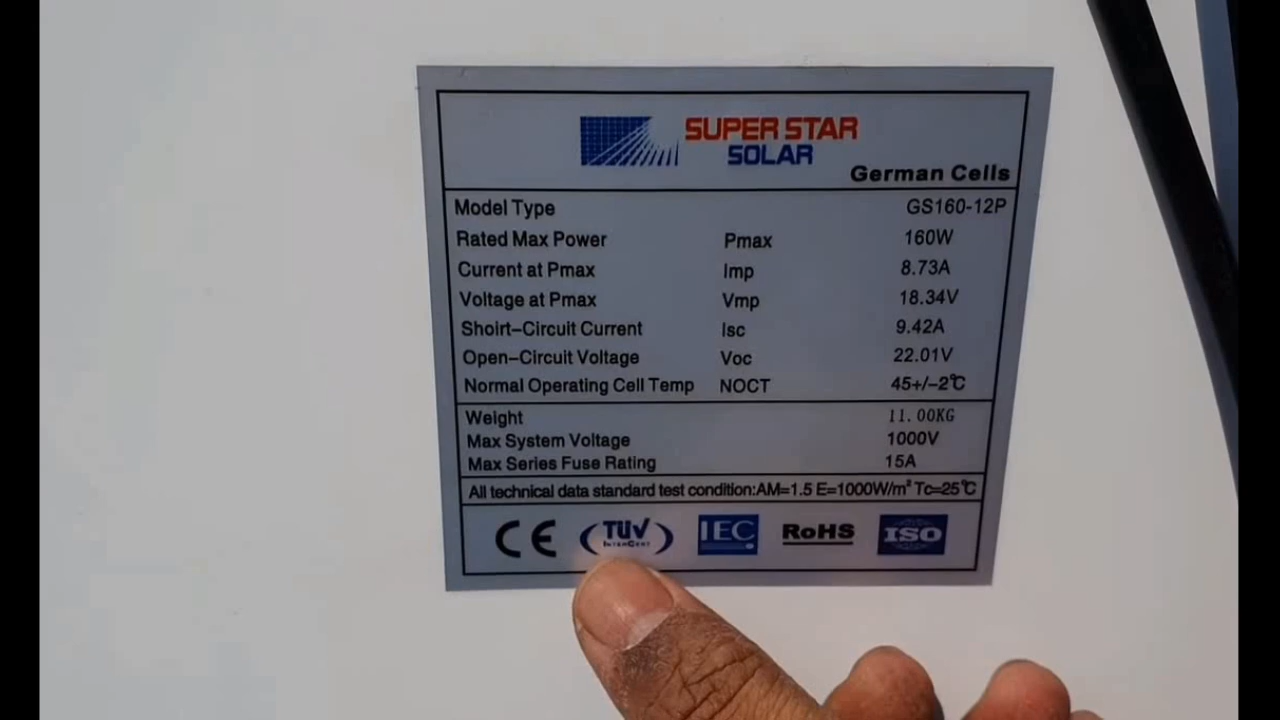 SUPER STAR
SOLAR
German Cells
Model Type GS160-12P
Rated Max Power Pmax 160W
Current at Pmax Imp 8.73A
Voltage at Pmax Vmp 18.34V
Shoirt-Circuit Current Isc 9.42A
Open-Circuit Voltage Voc 22.01V
Normal Operating Cell Temp NOCT 45+/-2℃
Weight 11.00KG
Max System Voltage 1000V
Max Series Fuse Rating 15A
All technical data standard test condition:AM=1.5 E=1000W/m² Tc=25℃
CE TÜV IEC RoHS ISO
INTERCERT